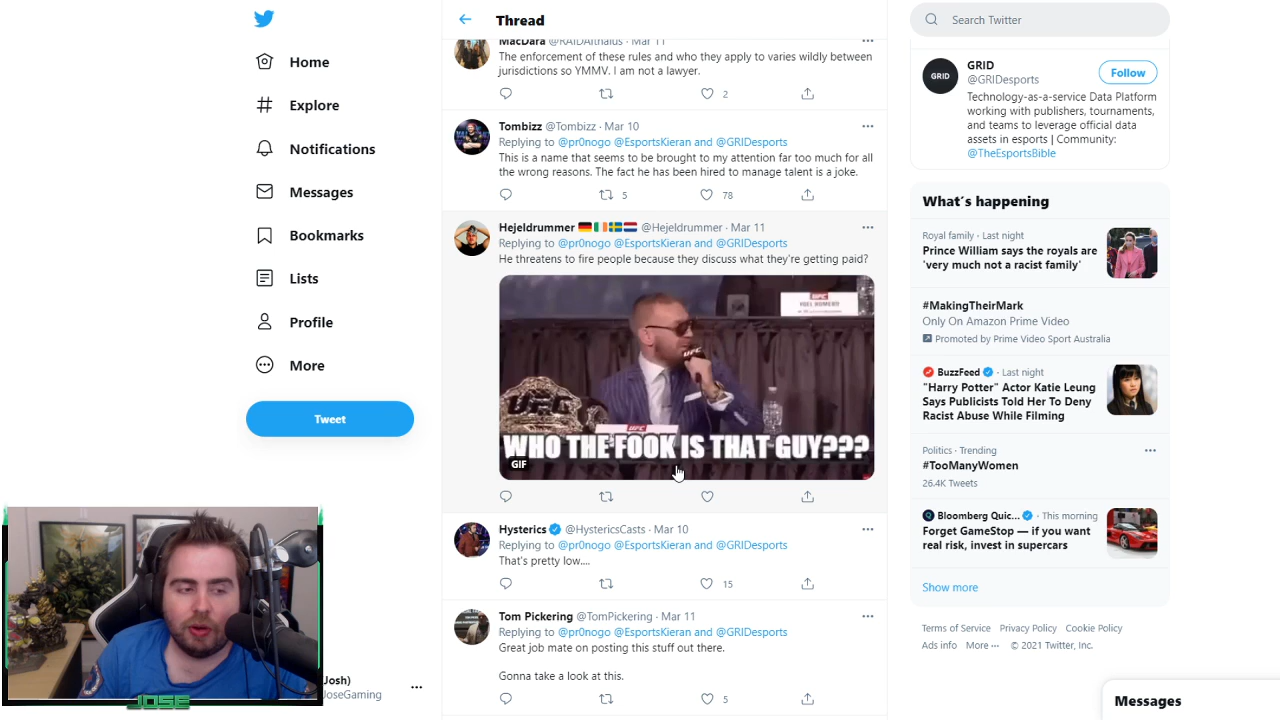 Home
Explore
Notifications
Messages
Bookmarks
Lists
Profile
More
Tweet
Josh)
JoseGaming
JOSE
Thread
MacDara @RAIDAlthalus · Mar 11
The enforcement of these rules and who they apply to varies wildly between
jurisdictions so YMMV. I am not a lawyer.
2
Tombizz @Tombizz · Mar 10
Replying to @pr0nogo @EsportsKieran and @GRIDesports
This is a name that seems to be brought to my attention far too much for all
the wrong reasons. The fact he has been hired to manage talent is a joke.
5 78
Hejeldrummer @Hejeldrummer · Mar 11
Replying to @pr0nogo @EsportsKieran and @GRIDesports
He threatens to fire people because they discuss what they're getting paid?
UFC
YOEL ROMERO
UFC
UFC
UFC
WHO THE FOOK IS THAT GUY???
GIF
Hysterics @HystericsCasts · Mar 10
Replying to @pr0nogo @EsportsKieran and @GRIDesports
That's pretty low....
15
Tom Pickering @TomPickering · Mar 11
Replying to @pr0nogo @EsportsKieran and @GRIDesports
Great job mate on posting this stuff out there.
Gonna take a look at this.
5
Search Twitter
GRID
GRID
@GRIDesports
Follow
Technology-as-a-service Data Platform
working with publishers, tournaments,
and teams to leverage official data
assets in esports | Community:
@TheEsportsBible
What's happening
Royal family · Last night
Prince William says the royals are
'very much not a racist family'
#MakingTheirMark
Only On Amazon Prime Video
Promoted by Prime Video Sport Australia
BuzzFeed · Last night
"Harry Potter" Actor Katie Leung
Says Publicists Told Her To Deny
Racist Abuse While Filming
Politics · Trending
#TooManyWomen
26.4K Tweets
Bloomberg Quic... · This morning
Forget GameStop — if you want
real risk, invest in supercars
Show more
Terms of Service Privacy Policy Cookie Policy
Ads info More ··· © 2021 Twitter, Inc.
Messages